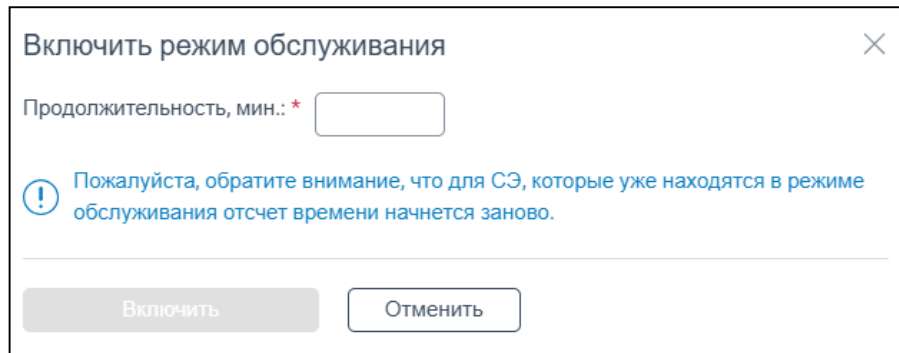 Включить режим обслуживания
Продолжительность, мин.: *
Пожалуйста, обратите внимание, что для СЭ, которые уже находятся в режиме
обслуживания отсчет времени начнется заново.
Включить
Отменить